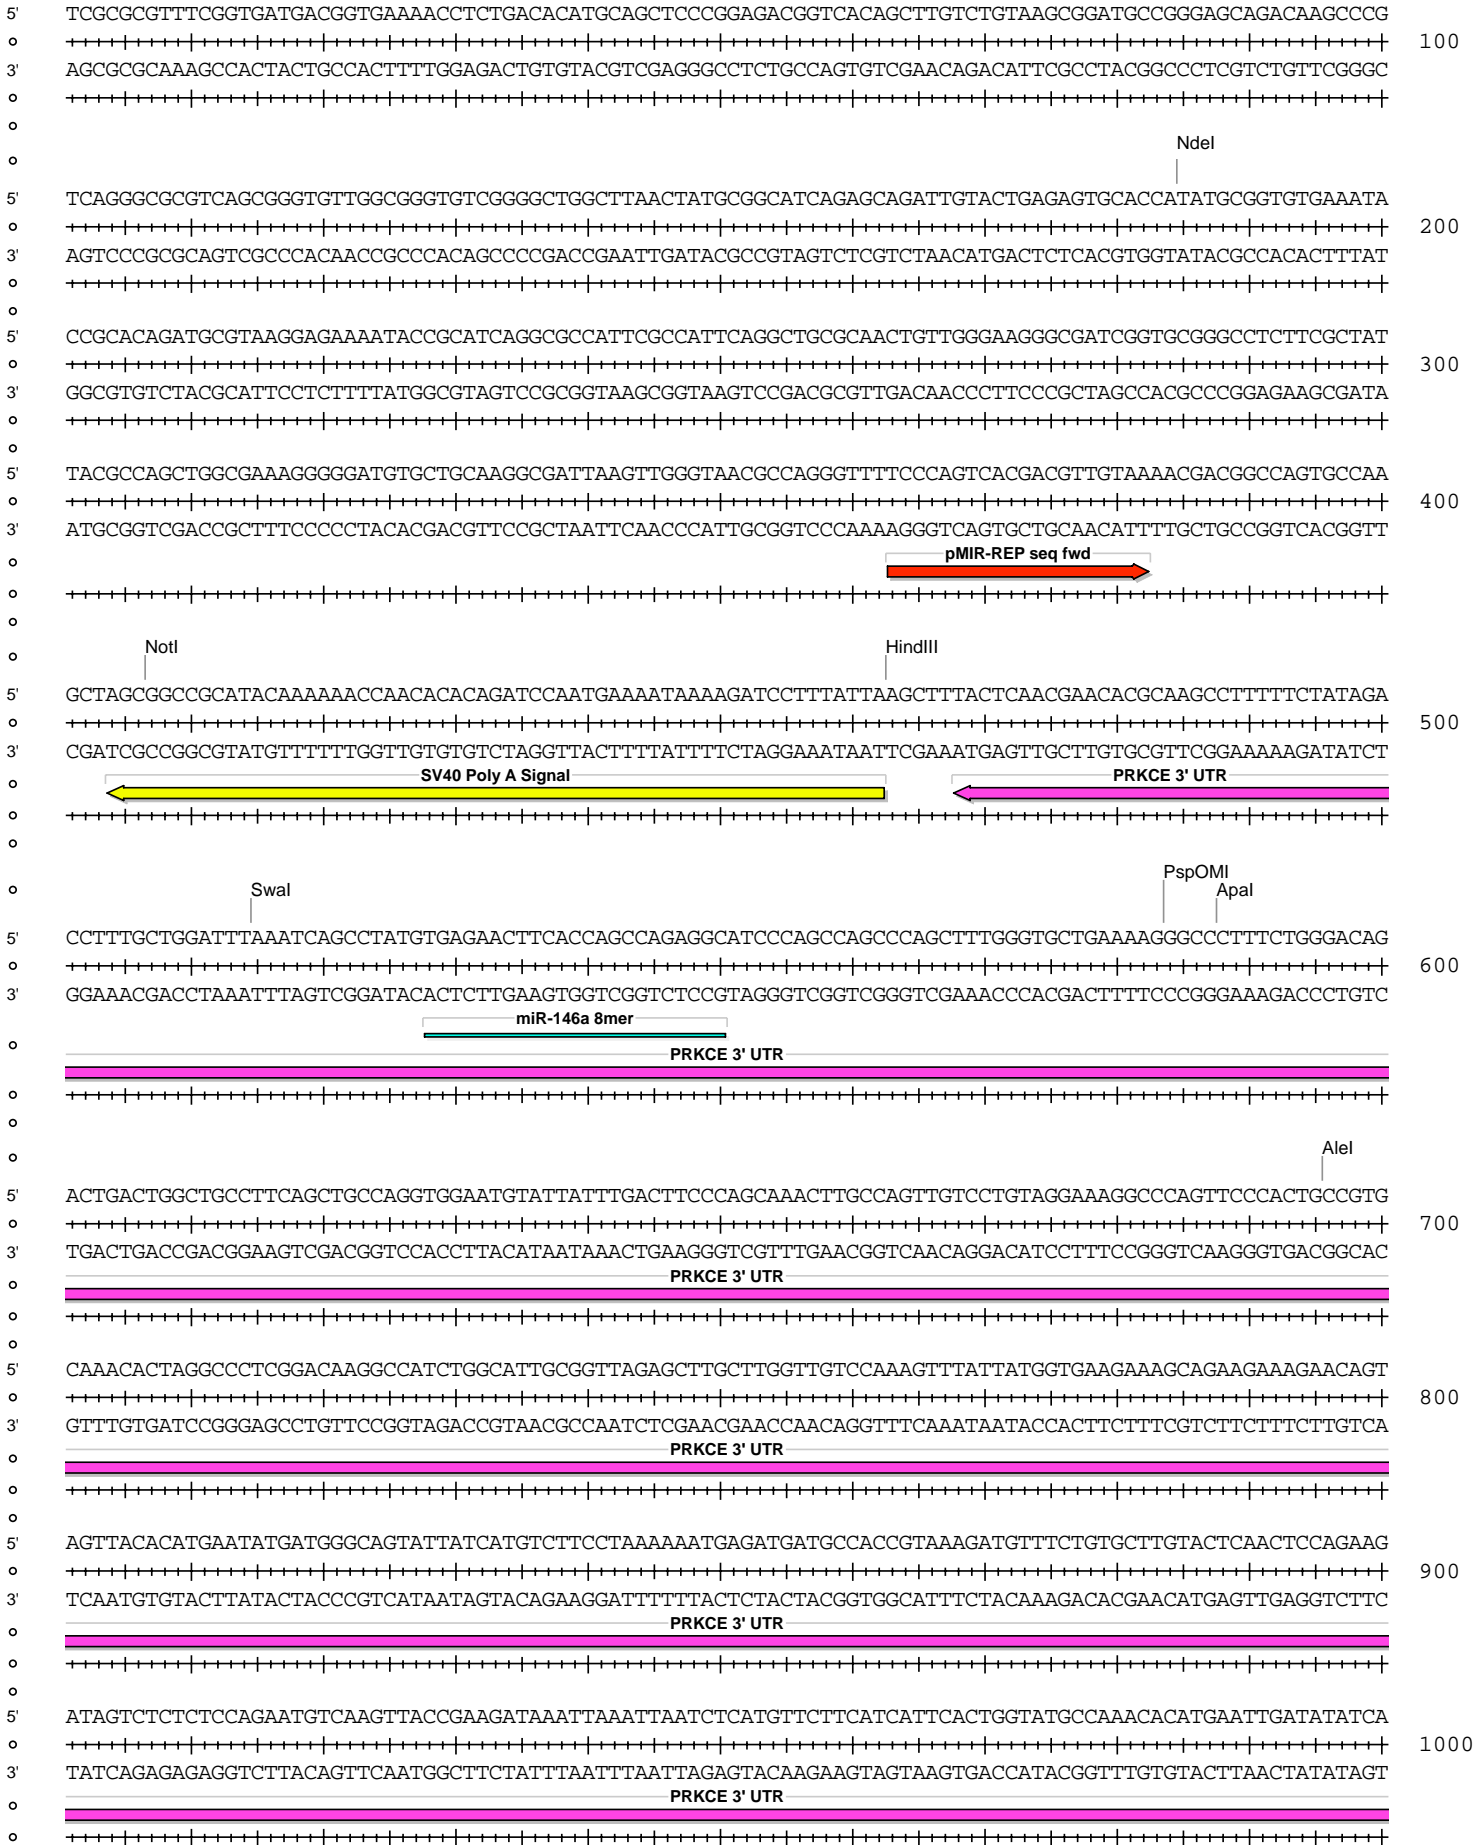 5' TCGCGCGTTTCGGTGATGACGGTGAAAACCTCTGACACATGCAGCTCCCGGAGACGGTCACAGCTTGTCTGTAAGCGGATGCCGGGAGCAGACAAGCCCG
100
3' AGCGCGCAAAGCCACTACTGCCACTTTTGGAGACTGTGTACGTCGAGGGCCTCTGCCAGTGTCGAACAGACATTCGCCTACGGCCCTCGTCTGTTCGGGC
NdeI
5' TCAGGGCGCGTCAGCGGGTGTTGGCGGGTGTCGGGGCTGGCTTAACTATGCGGCATCAGAGCAGATTGTACTGAGAGTGCACCATATGCGGTGTGAAATA
200
3' AGTCCCGCGCAGTCGCCCACAACCGCCCACAGCCCCGACCGAATTGATACGCCGTAGTCTCGTCTAACATGACTCTCACGTGGTATACGCCACACTTTAT
5' CCGCACAGATGCGTAAGGAGAAAATACCGCATCAGGCGCCATTCGCCATTCAGGCTGCGCAACTGTTGGGAAGGGCGATCGGTGCGGGCCTCTTCGCTAT
300
3' GGCGTGTCTACGCATTCCTCTTTTATGGCGTAGTCCGCGGTAAGCGGTAAGTCCGACGCGTTGACAACCCTTCCCGCTAGCCACGCCCGGAGAAGCGATA
5' TACGCCAGCTGGCGAAAGGGGGATGTGCTGCAAGGCGATTAAGTTGGGTAACGCCAGGGTTTTCCCAGTCACGACGTTGTAAAACGACGGCCAGTGCCAA
400
3' ATGCGGTCGACCGCTTTCCCCCTACACGACGTTCCGCTAATTCAACCCATTGCGGTCCCAAAAGGGTCAGTGCTGCAACATTTTGCTGCCGGTCACGGTT
pMIR-REP seq fwd
NotI HindIII
5' GCTAGCGGCCGCATACAAAAAACCAACACACAGATCCAATGAAAATAAAAGATCCTTTATTAAGCTTTACTCAACGAACACGCAAGCCTTTTTCTATAGA
500
3' CGATCGCCGGCGTATGTTTTTTGGTTGTGTGTCTAGGTTACTTTTATTTTCTAGGAAATAATTCGAAATGAGTTGCTTGTGCGTTCGGAAAAAGATATCT
SV40 Poly A Signal PRKCE 3' UTR
SwaI PspOMI ApaI
5' CCTTTGCTGGATTTAAATCAGCCTATGTGAGAACTTCACCAGCCAGAGGCATCCCAGCCAGCCCAGCTTTGGGTGCTGAAAAGGGCCCTTTCTGGGACAG
600
3' GGAAACGACCTAAATTTAGTCGGATACACTCTTGAAGTGGTCGGTCTCCGTAGGGTCGGTCGGGTCGAAACCCACGACTTTTCCCGGGAAAGACCCTGTC
miR-146a 8mer
PRKCE 3' UTR
AleI
5' ACTGACTGGCTGCCTTCAGCTGCCAGGTGGAATGTATTATTTGACTTCCCAGCAAACTTGCCAGTTGTCCTGTAGGAAAGGCCCAGTTCCCACTGCCGTG
700
3' TGACTGACCGACGGAAGTCGACGGTCCACCTTACATAATAAACTGAAGGGTCGTTTGAACGGTCAACAGGACATCCTTTCCGGGTCAAGGGTGACGGCAC
PRKCE 3' UTR
5' CAAACACTAGGCCCTCGGACAAGGCCATCTGGCATTGCGGTTAGAGCTTGCTTGGTTGTCCAAAGTTTATTATGGTGAAGAAAGCAGAAGAAAGAACAGT
800
3' GTTTGTGATCCGGGAGCCTGTTCCGGTAGACCGTAACGCCAATCTCGAACGAACCAACAGGTTTCAAATAATACCACTTCTTTCGTCTTCTTTCTTGTCA
PRKCE 3' UTR
5' AGTTACACATGAATATGATGGGCAGTATTATCATGTCTTCCTAAAAAATGAGATGATGCCACCGTAAAGATGTTTCTGTGCTTGTACTCAACTCCAGAAG
900
3' TCAATGTGTACTTATACTACCCGTCATAATAGTACAGAAGGATTTTTTACTCTACTACGGTGGCATTTCTACAAAGACACGAACATGAGTTGAGGTCTTC
PRKCE 3' UTR
5' ATAGTCTCTCTCCAGAATGTCAAGTTACCGAAGATAAATTAAATTAATCTCATGTTCTTCATCATTCACTGGTATGCCAAACACATGAATTGATATATCA
1000
3' TATCAGAGAGAGGTCTTACAGTTCAATGGCTTCTATTTAATTTAATTAGAGTACAAGAAGTAGTAAGTGACCATACGGTTTGTGTACTTAACTATATAGT
PRKCE 3' UTR